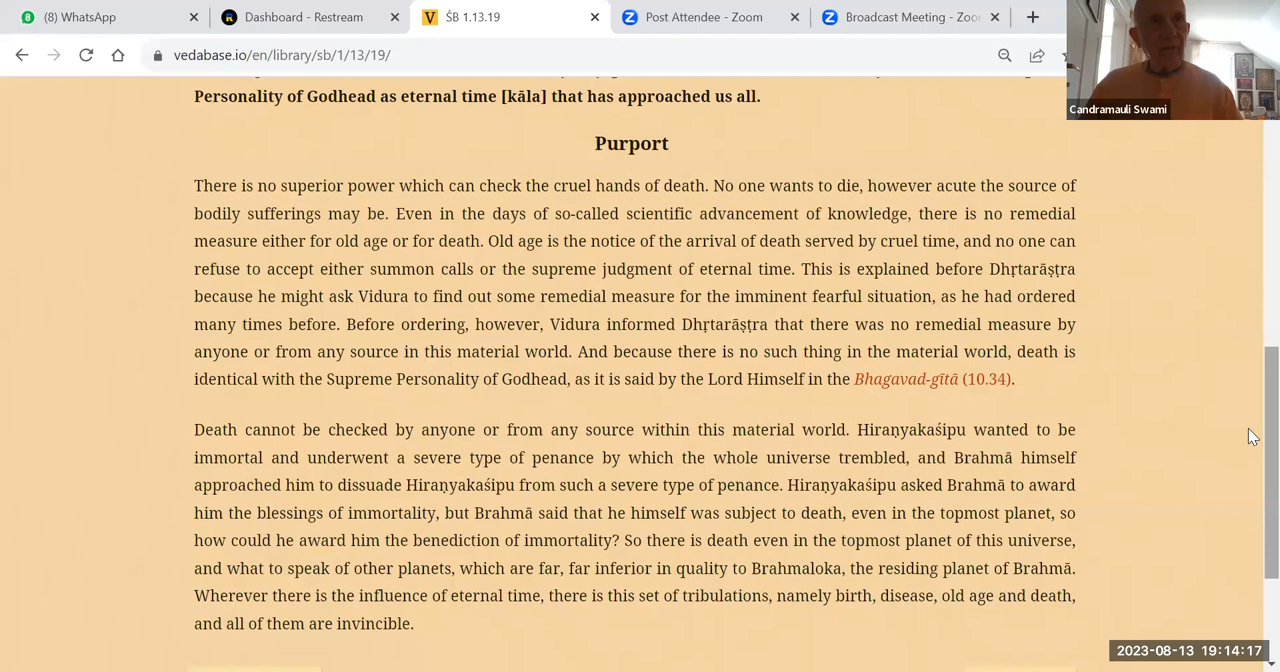 (8) WhatsApp
Dashboard - Restream
ŚB 1.13.19
Post Attendee - Zoom
Broadcast Meeting - Zoo
vedabase.io/en/library/sb/1/13/19/
Candramauli Swami
Personality of Godhead as eternal time [kāla] that has approached us all.
Purport
There is no superior power which can check the cruel hands of death. No one wants to die, however acute the source of
bodily sufferings may be. Even in the days of so-called scientific advancement of knowledge, there is no remedial
measure either for old age or for death. Old age is the notice of the arrival of death served by cruel time, and no one can
refuse to accept either summon calls or the supreme judgment of eternal time. This is explained before Dhṛtarāṣṭra
because he might ask Vidura to find out some remedial measure for the imminent fearful situation, as he had ordered
many times before. Before ordering, however, Vidura informed Dhṛtarāṣṭra that there was no remedial measure by
anyone or from any source in this material world. And because there is no such thing in the material world, death is
identical with the Supreme Personality of Godhead, as it is said by the Lord Himself in the Bhagavad-gītā (10.34).
Death cannot be checked by anyone or from any source within this material world. Hiraṇyakaśipu wanted to be
immortal and underwent a severe type of penance by which the whole universe trembled, and Brahmā himself
approached him to dissuade Hiraṇyakaśipu from such a severe type of penance. Hiraṇyakaśipu asked Brahmā to award
him the blessings of immortality, but Brahmā said that he himself was subject to death, even in the topmost planet, so
how could he award him the benediction of immortality? So there is death even in the topmost planet of this universe,
and what to speak of other planets, which are far, far inferior in quality to Brahmaloka, the residing planet of Brahmā.
Wherever there is the influence of eternal time, there is this set of tribulations, namely birth, disease, old age and death,
and all of them are invincible.
2023-08-13 19:14:17